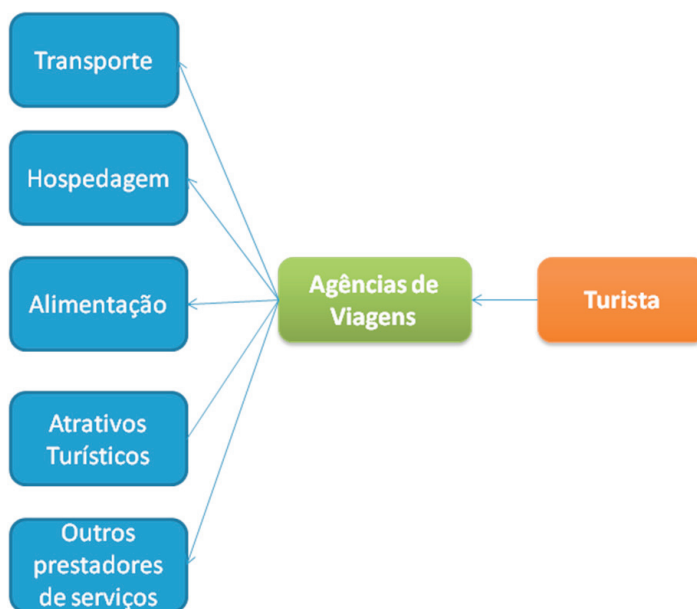 Transporte
Hospedagem
Alimentação
Atrativos
Turísticos
Outros
prestadores
de serviços
Agências de
Viagens
Turista